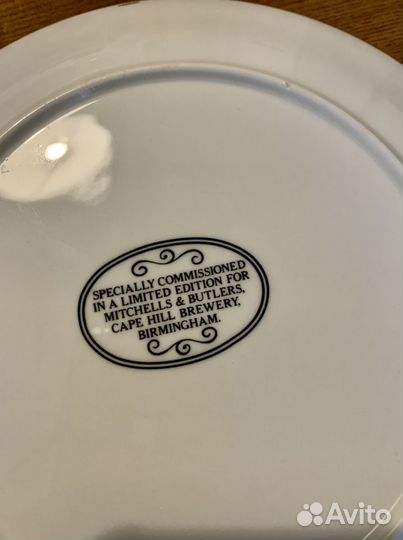 SPECIALLY COMMISSIONED
IN A LIMITED EDITION FOR
MITCHELLS & BUTLERS,
CAPE HILL BREWERY,
BIRMINGHAM.
Avito